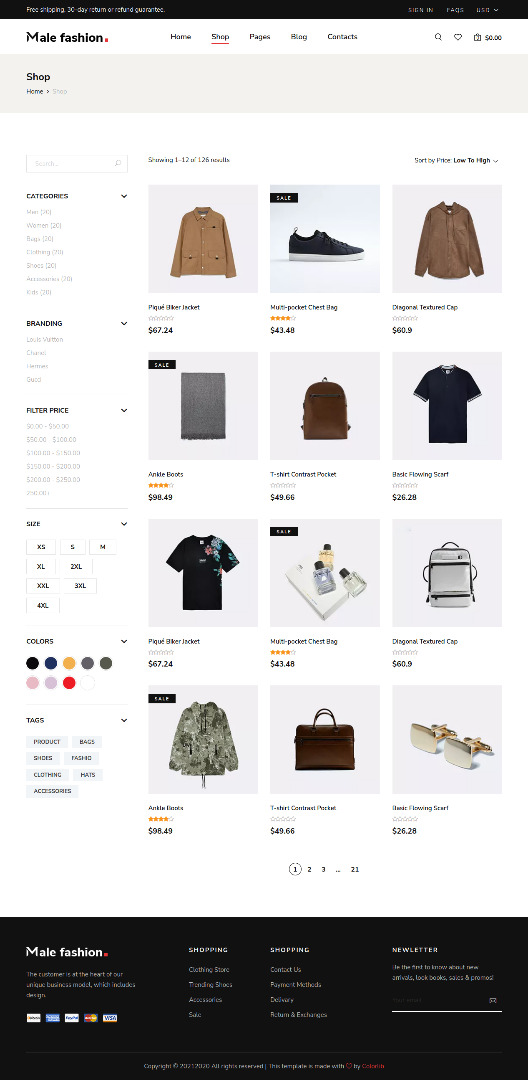 Free shipping, 30-day return or refund guarantee.
SIGN IN FAQS USD
Male fashion.
Home Shop Pages Blog Contacts
$0.00
Shop
Home > Shop
Search...
Showing 1–12 of 126 results
Sort by Price: Low To High
CATEGORIES
Men (20)
Women (20)
Bags (20)
Clothing (20)
Shoes (20)
Accessories (20)
Kids (20)
BRANDING
Louis Vuitton
Chanel
Hermes
Gucci
FILTER PRICE
$0.00 - $50.00
$50.00 - $100.00
$100.00 - $150.00
$150.00 - $200.00
$200.00 - $250.00
250.00+
SIZE
XS S M
XL 2XL
XXL 3XL
4XL
COLORS
TAGS
PRODUCT BAGS
SHOES FASHIO
CLOTHING HATS
ACCESSORIES
SALE
Piqué Biker Jacket
$67.24
Multi-pocket Chest Bag
$43.48
Diagonal Textured Cap
$60.9
SALE
Ankle Boots
$98.49
T-shirt Contrast Pocket
$49.66
Basic Flowing Scarf
$26.28
SALE
Piqué Biker Jacket
$67.24
Multi-pocket Chest Bag
$43.48
Diagonal Textured Cap
$60.9
SALE
Ankle Boots
$98.49
T-shirt Contrast Pocket
$49.66
Basic Flowing Scarf
$26.28
1 2 3 ... 21
Male fashion.
The customer is at the heart of our
unique business model, which includes
design.
PayPal
VISA
SHOPPING
Clothing Store
Trending Shoes
Accessories
Sale
SHOPPING
Contact Us
Payment Methods
Delivary
Return & Exchanges
NEWLETTER
Be the first to know about new
arrivals, look books, sales & promos!
Your email
Copyright © 20212020 All rights reserved | This template is made with ♡ by Colorlib